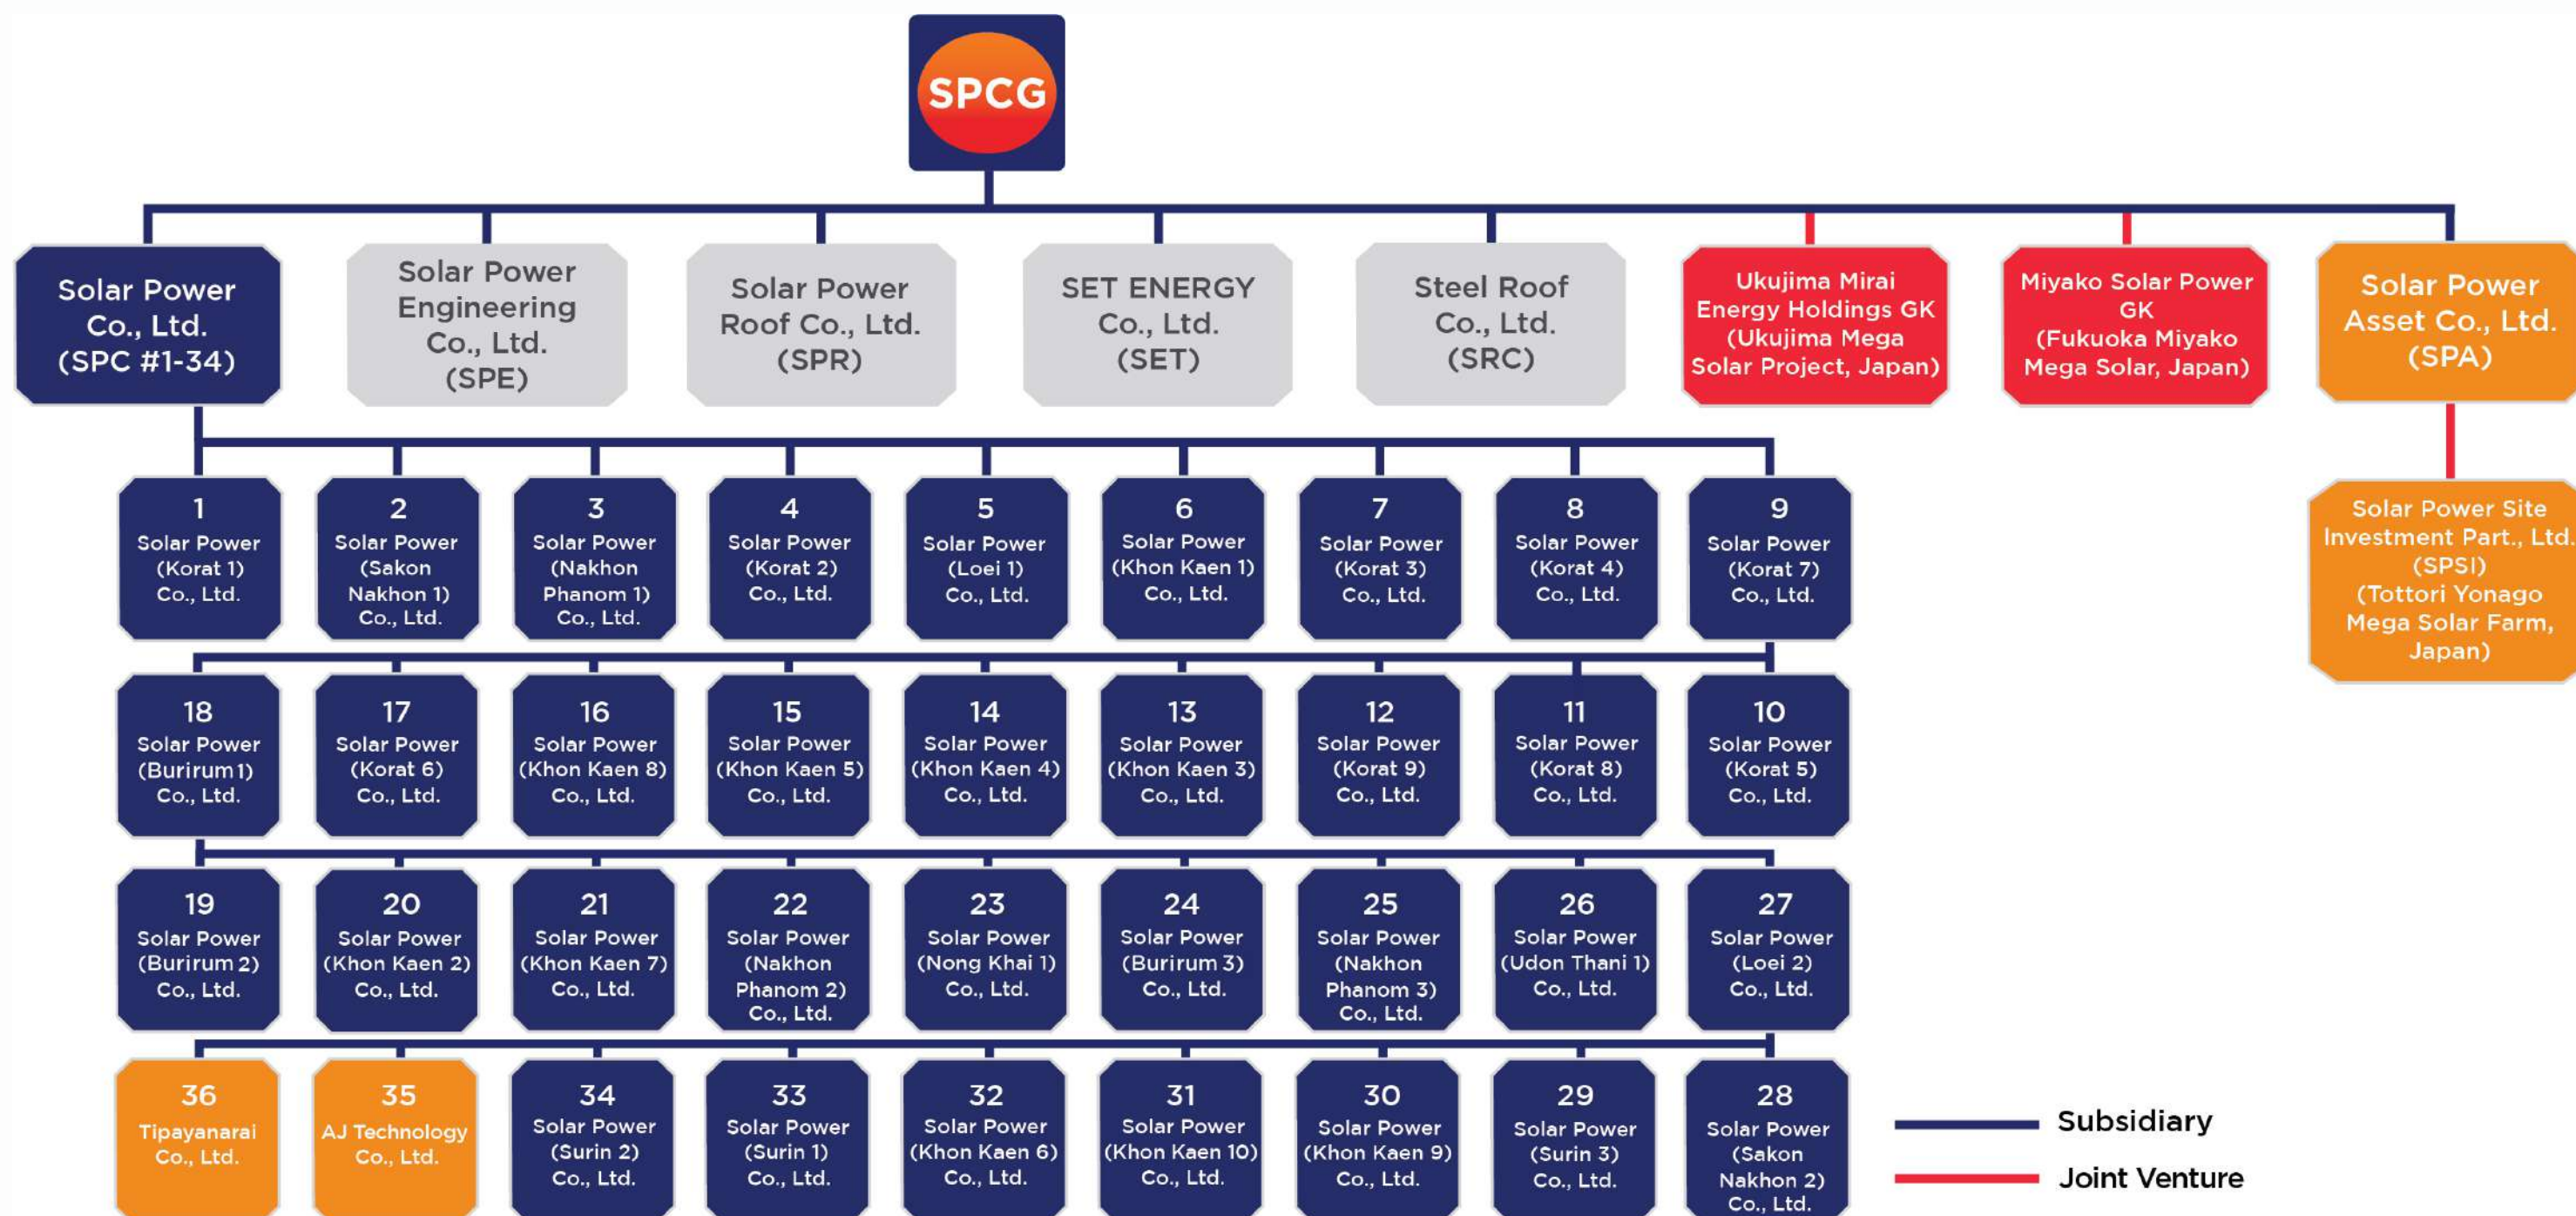 SPCG
Solar Power
Co., Ltd.
(SPC #1-34)
Solar Power
Engineering
Co., Ltd.
(SPE)
Solar Power
Roof Co., Ltd.
(SPR)
SET ENERGY
Co., Ltd.
(SET)
Steel Roof
Co., Ltd.
(SRC)
Ukujima Mirai
Energy Holdings GK
(Ukujima Mega
Solar Project, Japan)
Miyako Solar Power
GK
(Fukuoka Miyako
Mega Solar, Japan)
Solar Power
Asset Co., Ltd.
(SPA)
Solar Power Site
Investment Part., Ltd.
(SPSI)
(Tottori Yonago
Mega Solar Farm,
Japan)
1
Solar Power
(Korat 1)
Co., Ltd.
2
Solar Power
(Sakon
Nakhon 1)
Co., Ltd.
3
Solar Power
(Nakhon
Phanom 1)
Co., Ltd.
4
Solar Power
(Korat 2)
Co., Ltd.
5
Solar Power
(Loei 1)
Co., Ltd.
6
Solar Power
(Khon Kaen 1)
Co., Ltd.
7
Solar Power
(Korat 3)
Co., Ltd.
8
Solar Power
(Korat 4)
Co., Ltd.
9
Solar Power
(Korat 7)
Co., Ltd.
18
Solar Power
(Burirum 1)
Co., Ltd.
17
Solar Power
(Korat 6)
Co., Ltd.
16
Solar Power
(Khon Kaen 8)
Co., Ltd.
15
Solar Power
(Khon Kaen 5)
Co., Ltd.
14
Solar Power
(Khon Kaen 4)
Co., Ltd.
13
Solar Power
(Khon Kaen 3)
Co., Ltd.
12
Solar Power
(Korat 9)
Co., Ltd.
11
Solar Power
(Korat 8)
Co., Ltd.
10
Solar Power
(Korat 5)
Co., Ltd.
19
Solar Power
(Burirum 2)
Co., Ltd.
20
Solar Power
(Khon Kaen 2)
Co., Ltd.
21
Solar Power
(Khon Kaen 7)
Co., Ltd.
22
Solar Power
(Nakhon
Phanom 2)
Co., Ltd.
23
Solar Power
(Nong Khai 1)
Co., Ltd.
24
Solar Power
(Burirum 3)
Co., Ltd.
25
Solar Power
(Nakhon
Phanom 3)
Co., Ltd.
26
Solar Power
(Udon Thani 1)
Co., Ltd.
27
Solar Power
(Loei 2)
Co., Ltd.
36
Tipayanarai
Co., Ltd.
35
AJ Technology
Co., Ltd.
34
Solar Power
(Surin 2)
Co., Ltd.
33
Solar Power
(Surin 1)
Co., Ltd.
32
Solar Power
(Khon Kaen 6)
Co., Ltd.
31
Solar Power
(Khon Kaen 10)
Co., Ltd.
30
Solar Power
(Khon Kaen 9)
Co., Ltd.
29
Solar Power
(Surin 3)
Co., Ltd.
28
Solar Power
(Sakon
Nakhon 2)
Co., Ltd.
Subsidiary
Joint Venture